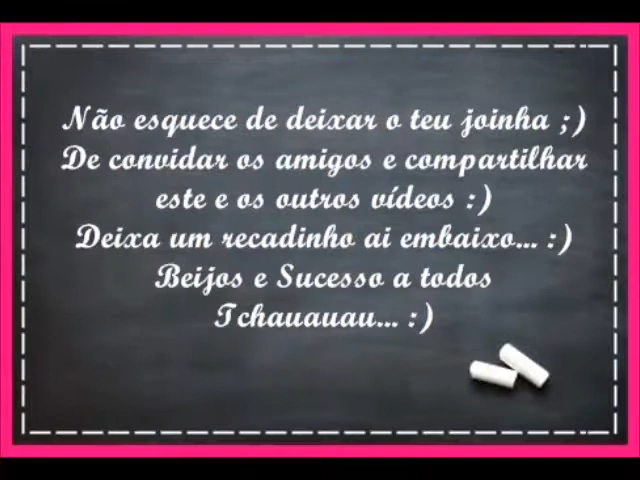 Não esquece de deixar o teu joinha ;)
De convidar os amigos e compartilhar
este e os outros vídeos :)
Deixa um recadinho ai embaixo... :)
Beijos e Sucesso a todos
Tchauauau... :)